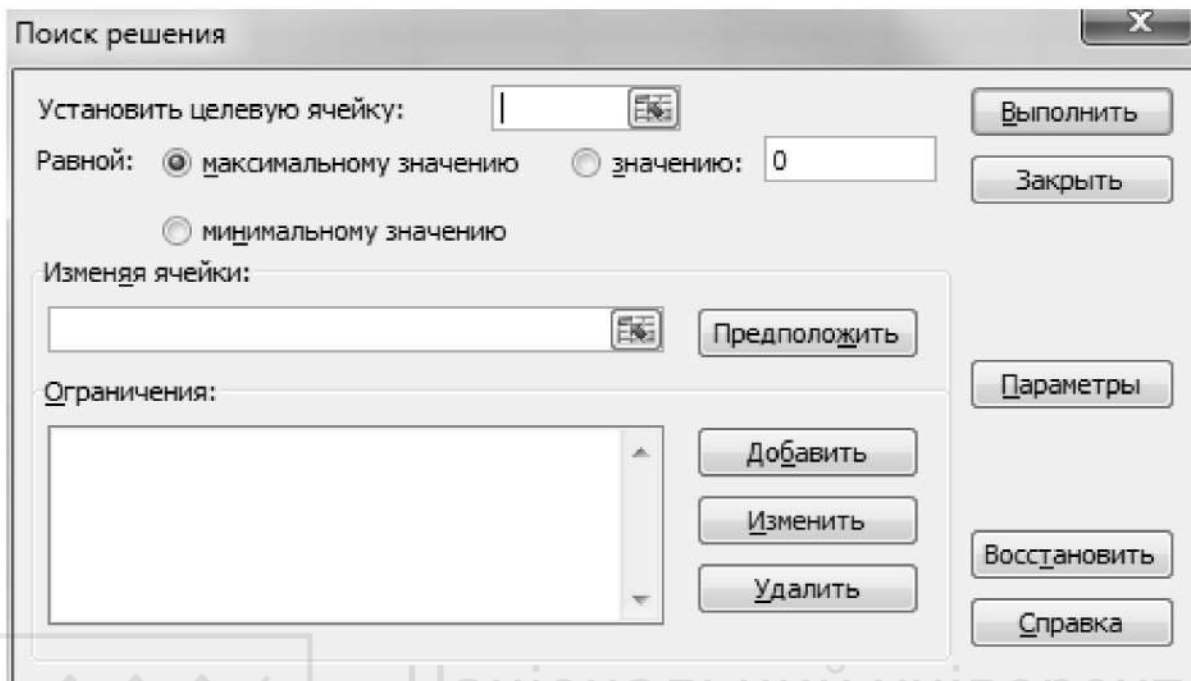 Поиск решения
X
Установить целевую ячейку:
Выполнить
Равной: максимальному значению значению: 0
Закрыть
минимальному значению
Изменяя ячейки:
Предположить
Ограничения:
Параметры
Добавить
Изменить
Восстановить
Удалить
Справка